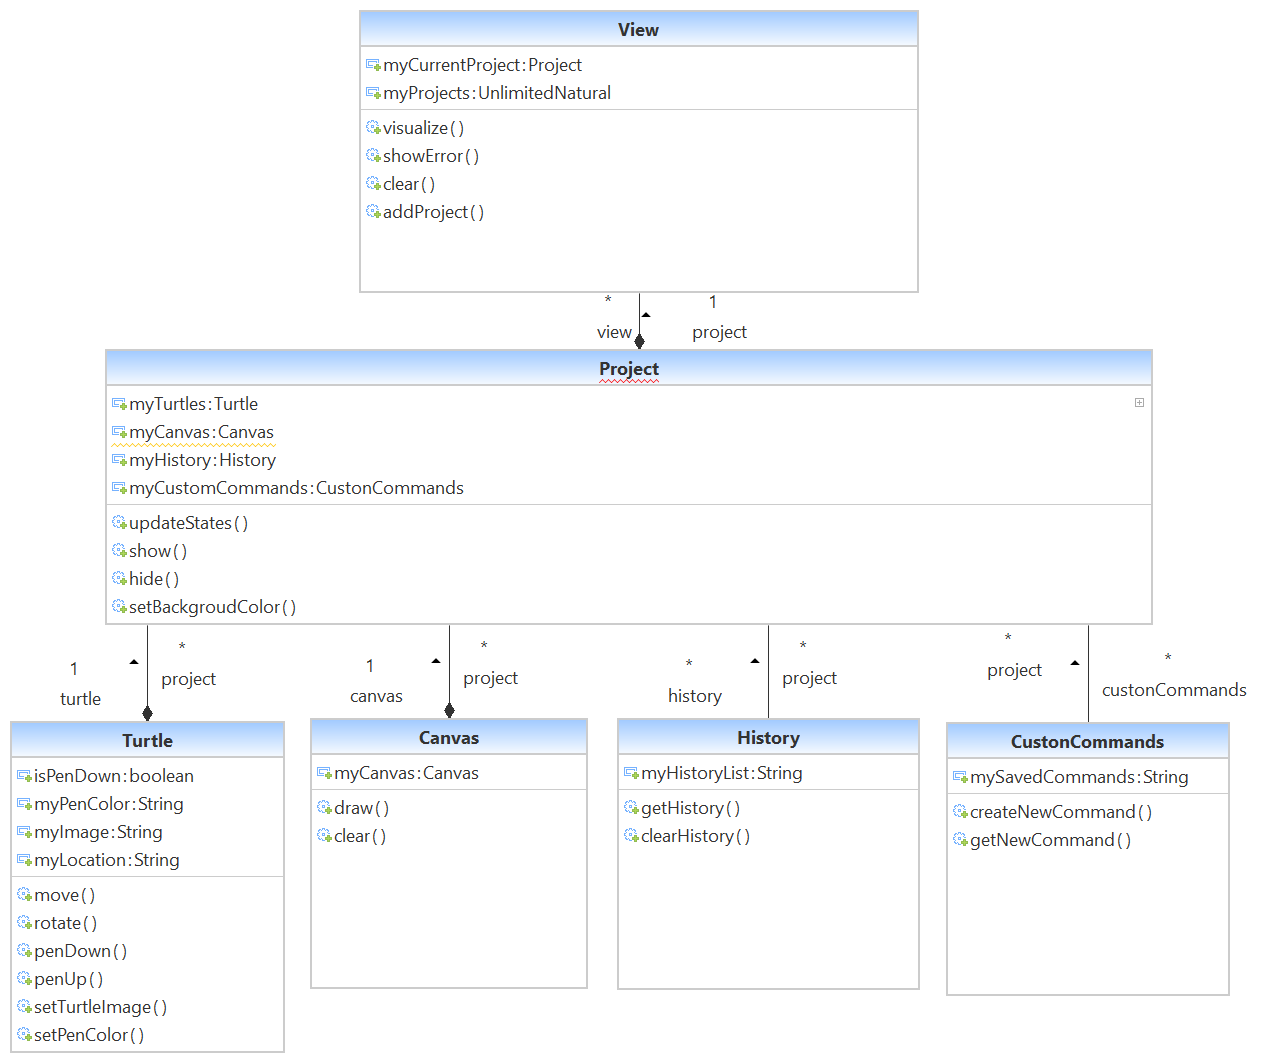 View
myCurrentProject:Project
myProjects:UnlimitedNatural
visualize()
showError()
clear()
addProject()
* 1
view project
Project
myTurtles:Turtle
myCanvas:Canvas
myHistory:History
myCustomCommands:CustonCommands
updateStates()
show()
hide()
setBackgroudColor()
1 *
turtle project
1 *
canvas project
* *
history project
* *
project custonCommands
Turtle
isPenDown:boolean
myPenColor:String
myImage:String
myLocation:String
move()
rotate()
penDown()
penUp()
setTurtleImage()
setPenColor()
Canvas
myCanvas:Canvas
draw()
clear()
History
myHistoryList:String
getHistory()
clearHistory()
CustonCommands
mySavedCommands:String
createNewCommand()
getNewCommand()